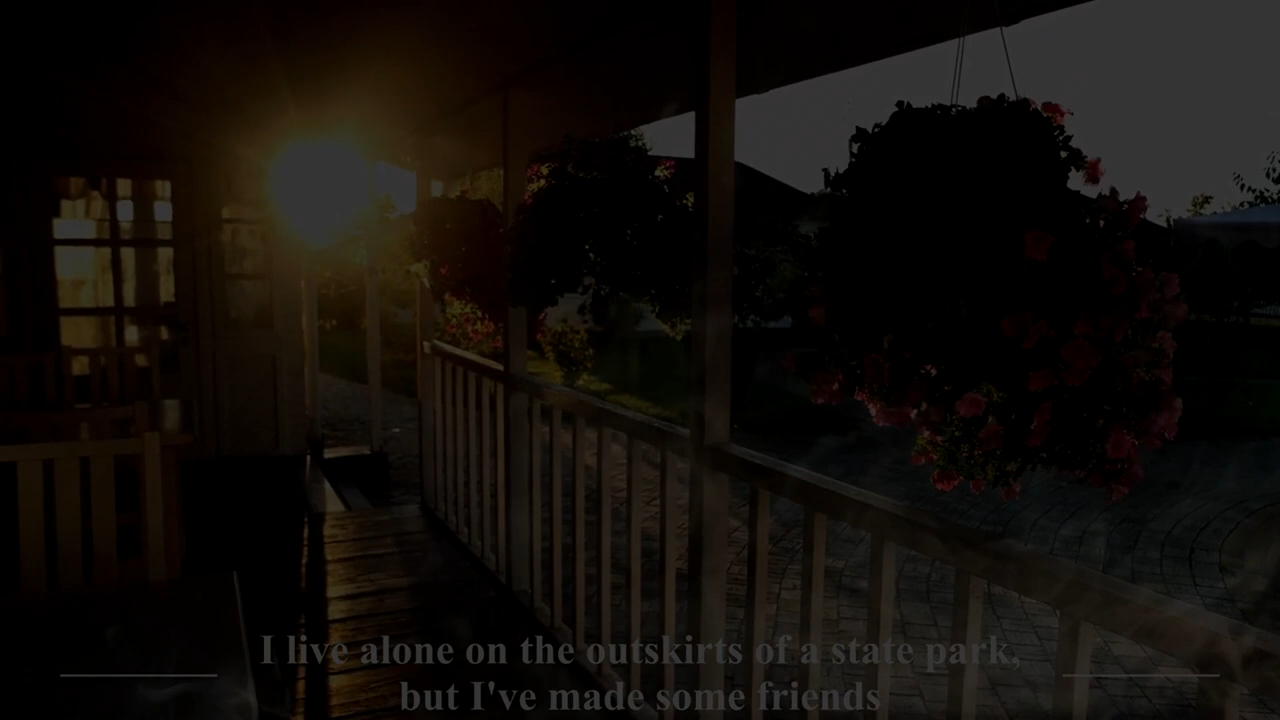 I live alone on the outskirts of a state park,
but I've made some friends